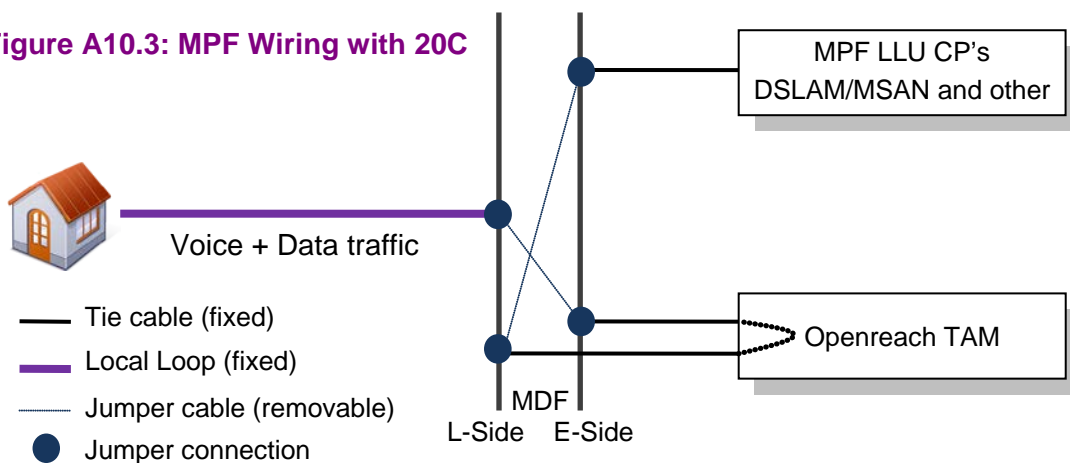 igure A10.3: MPF Wiring with 20C
MPF LLU CP's
DSLAM/MSAN and other
Voice + Data traffic
Tie cable (fixed)
Local Loop (fixed)
Jumper cable (removable)
Jumper connection
Openreach TAM
MDF
L-Side E-Side